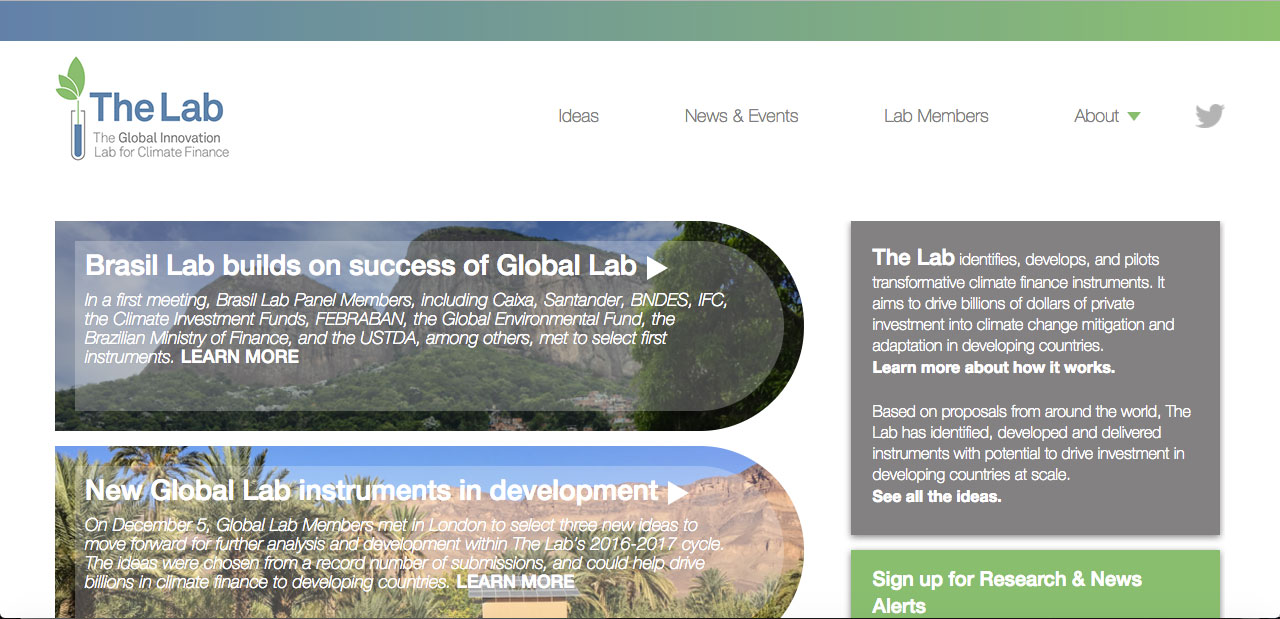 The Lab
The Global Innovation
Lab for Climate Finance
Ideas
News & Events
Lab Members
About
Brasil Lab builds on success of Global Lab
In a first meeting, Brasil Lab Panel Members, including Caixa, Santander, BNDES, IFC,
the Climate Investment Funds, FEBRABAN, the Global Environmental Fund, the
Brazilian Ministry of Finance, and the USTDA, among others, met to select first
instruments. LEARN MORE
New Global Lab instruments in development
On December 5, Global Lab Members met in London to select three new ideas to
move forward for further analysis and development within The Lab's 2016-2017 cycle.
The ideas were chosen from a record number of submissions, and could help drive
billions in climate finance to developing countries. LEARN MORE
The Lab identifies, develops, and pilots
transformative climate finance instruments. It
aims to drive billions of dollars of private
investment into climate change mitigation and
adaptation in developing countries.
Learn more about how it works.
Based on proposals from around the world, The
Lab has identified, developed and delivered
instruments with potential to drive investment in
developing countries at scale.
See all the ideas.
Sign up for Research & News
Alerts